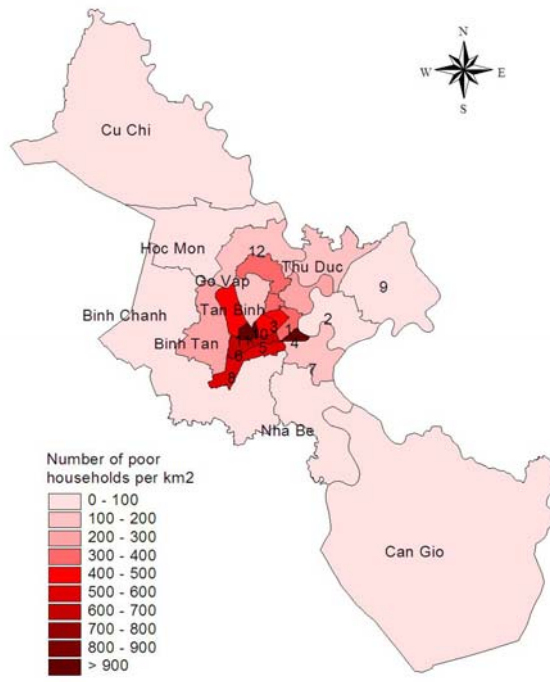 N
W E
S
Cu Chi
Hoc Mon
12
Thu Duc
9
Go Vap
Binh Chanh
Tan Binh
2
3
1
10
4
Binh Tan
5
6
7
8
Nha Be
Can Gio
Number of poor
households per km2
0 - 100
100 - 200
200 - 300
300 - 400
400 - 500
500 - 600
600 - 700
700 - 800
800 - 900
> 900